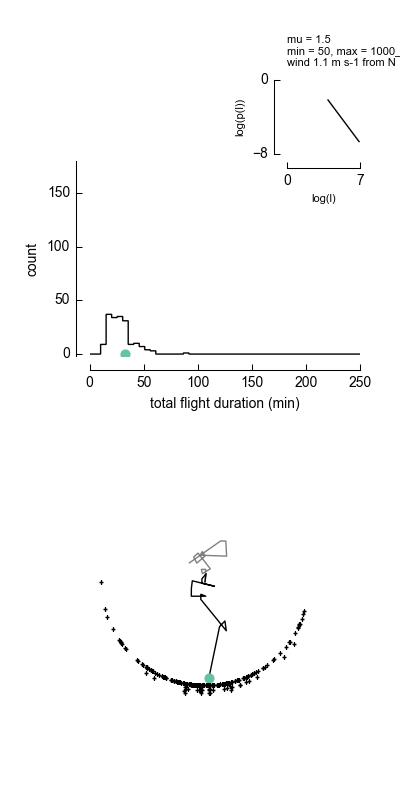 mu = 1.5
min = 50, max = 1000_
wind 1.1 m s-1 from N
0
log(p(l))
−8
0
7
log(l)
150
100
50
0
count
0
50
100
150
200
250
total flight duration (min)